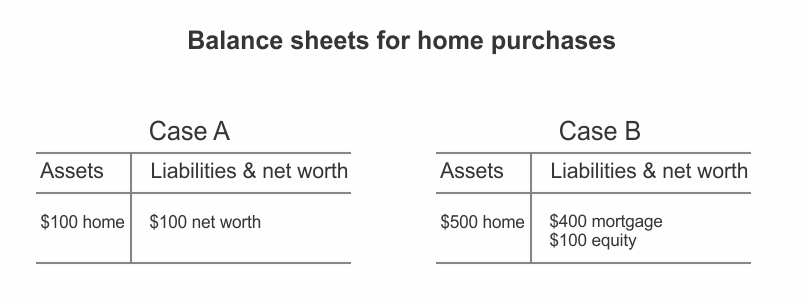 Balance sheets for home purchases
Case A
Assets Liabilities & net worth
$100 home $100 net worth
Case B
Assets Liabilities & net worth
$500 home $400 mortgage
$100 equity